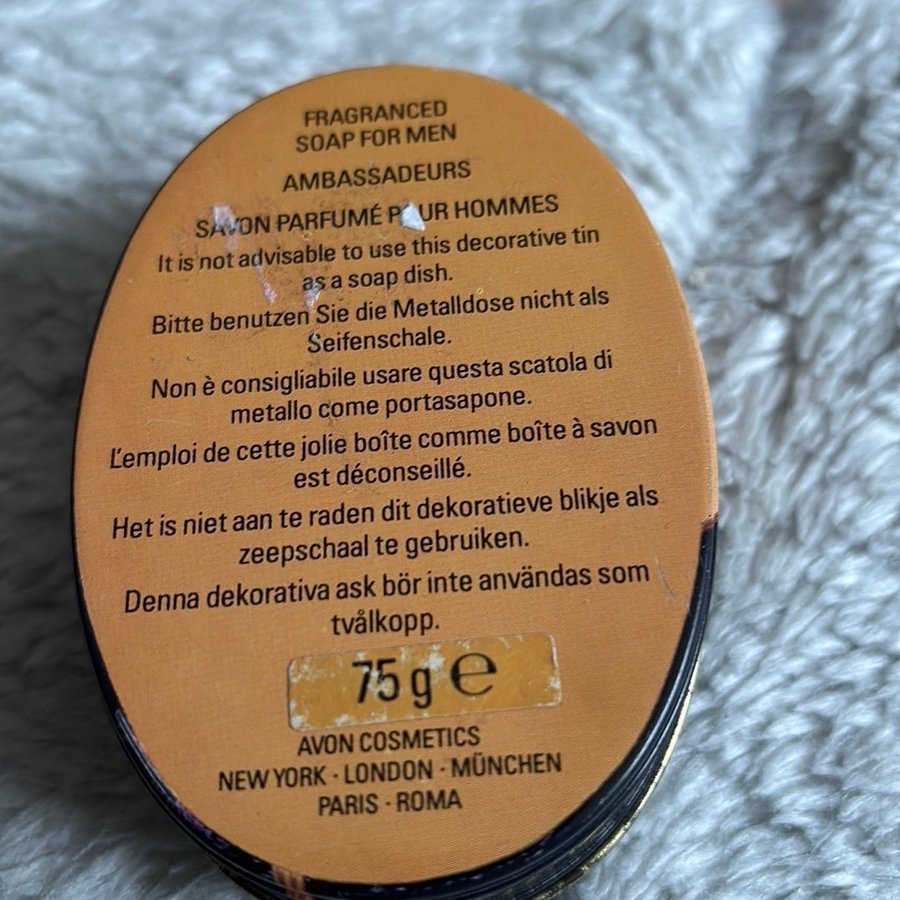 FRAGRANCED
SOAP FOR MEN
AMBASSADEURS
SAVON PARFUMÉ POUR HOMMES
It is not advisable to use this decorative tin
as a soap dish.
Bitte benutzen Sie die Metalldose nicht als
Seifenschale.
Non è consigliabile usare questa scatola di
metallo come portasapone.
L'emploi de cette jolie boîte comme boîte à savon
est déconseillé.
Het is niet aan te raden dit dekoratieve blikje als
zeepschaal te gebruiken.
Denna dekorativa ask bör inte användas som
tvålkopp.
75 g ℮
AVON COSMETICS
NEW YORK · LONDON · MÜNCHEN
PARIS · ROMA